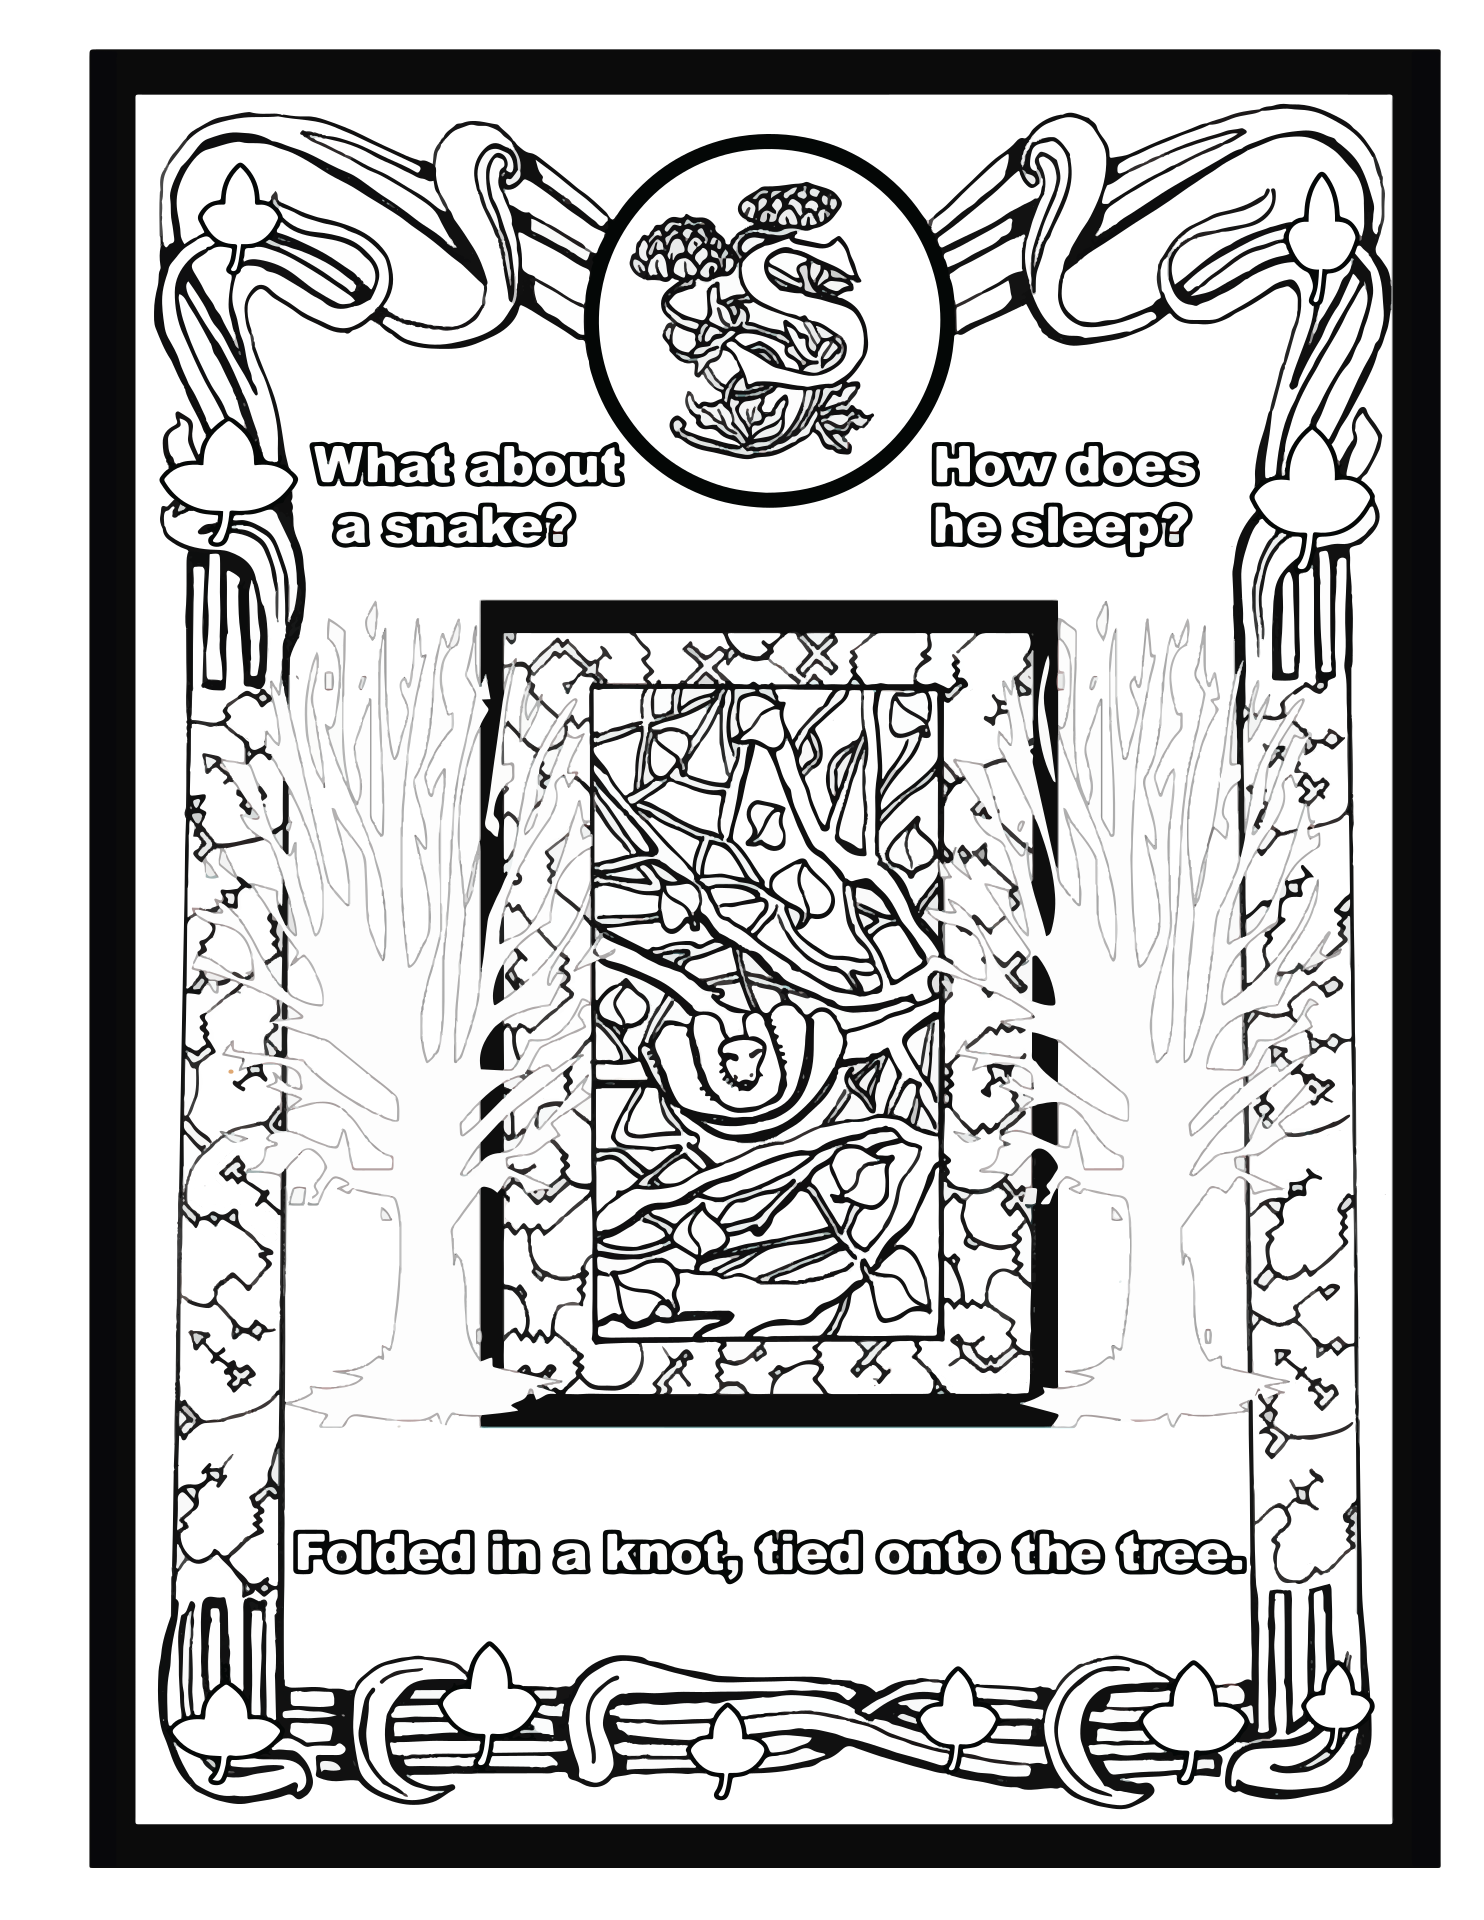 S
What about
a snake?
How does
he sleep?
Folded in a knot, tied onto the tree.